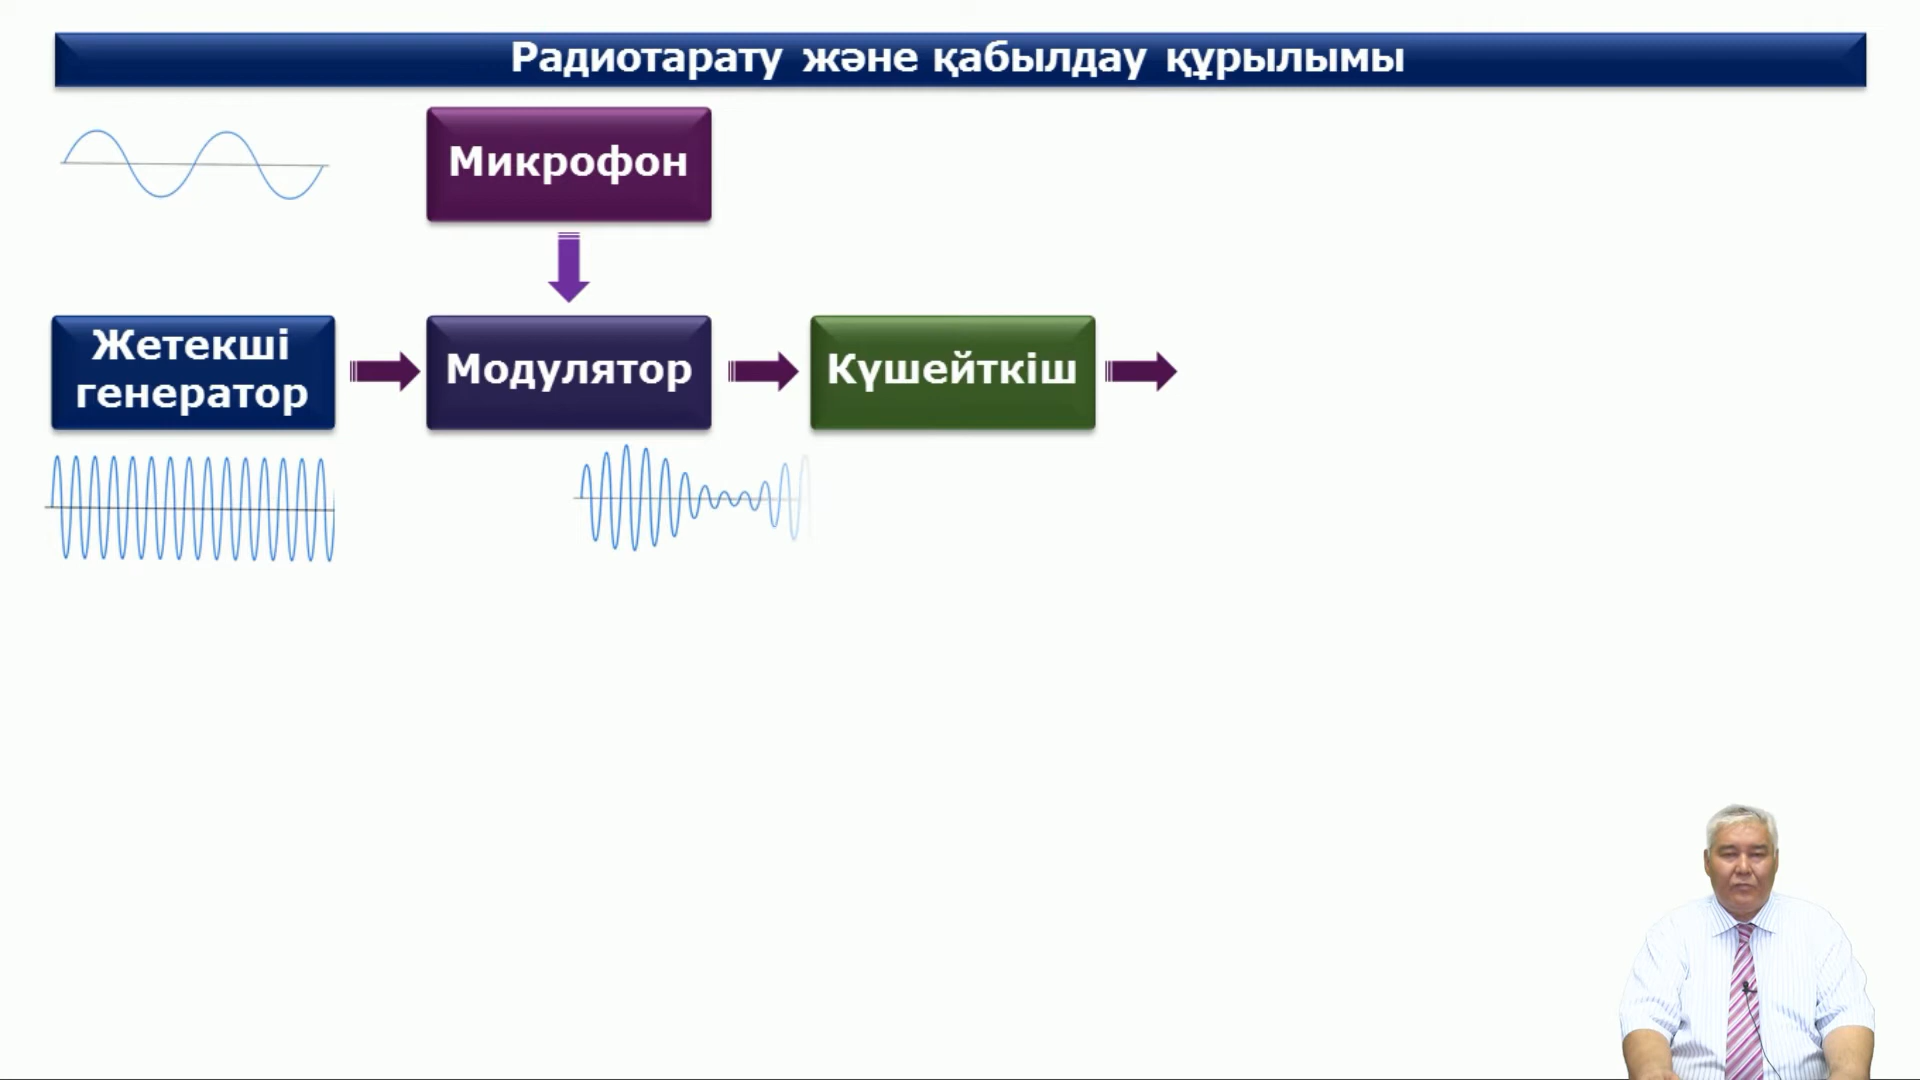 Радиотарату және қабылдау құрылымы
Микрофон
Жетекші
генератор
Модулятор
Күшейткіш